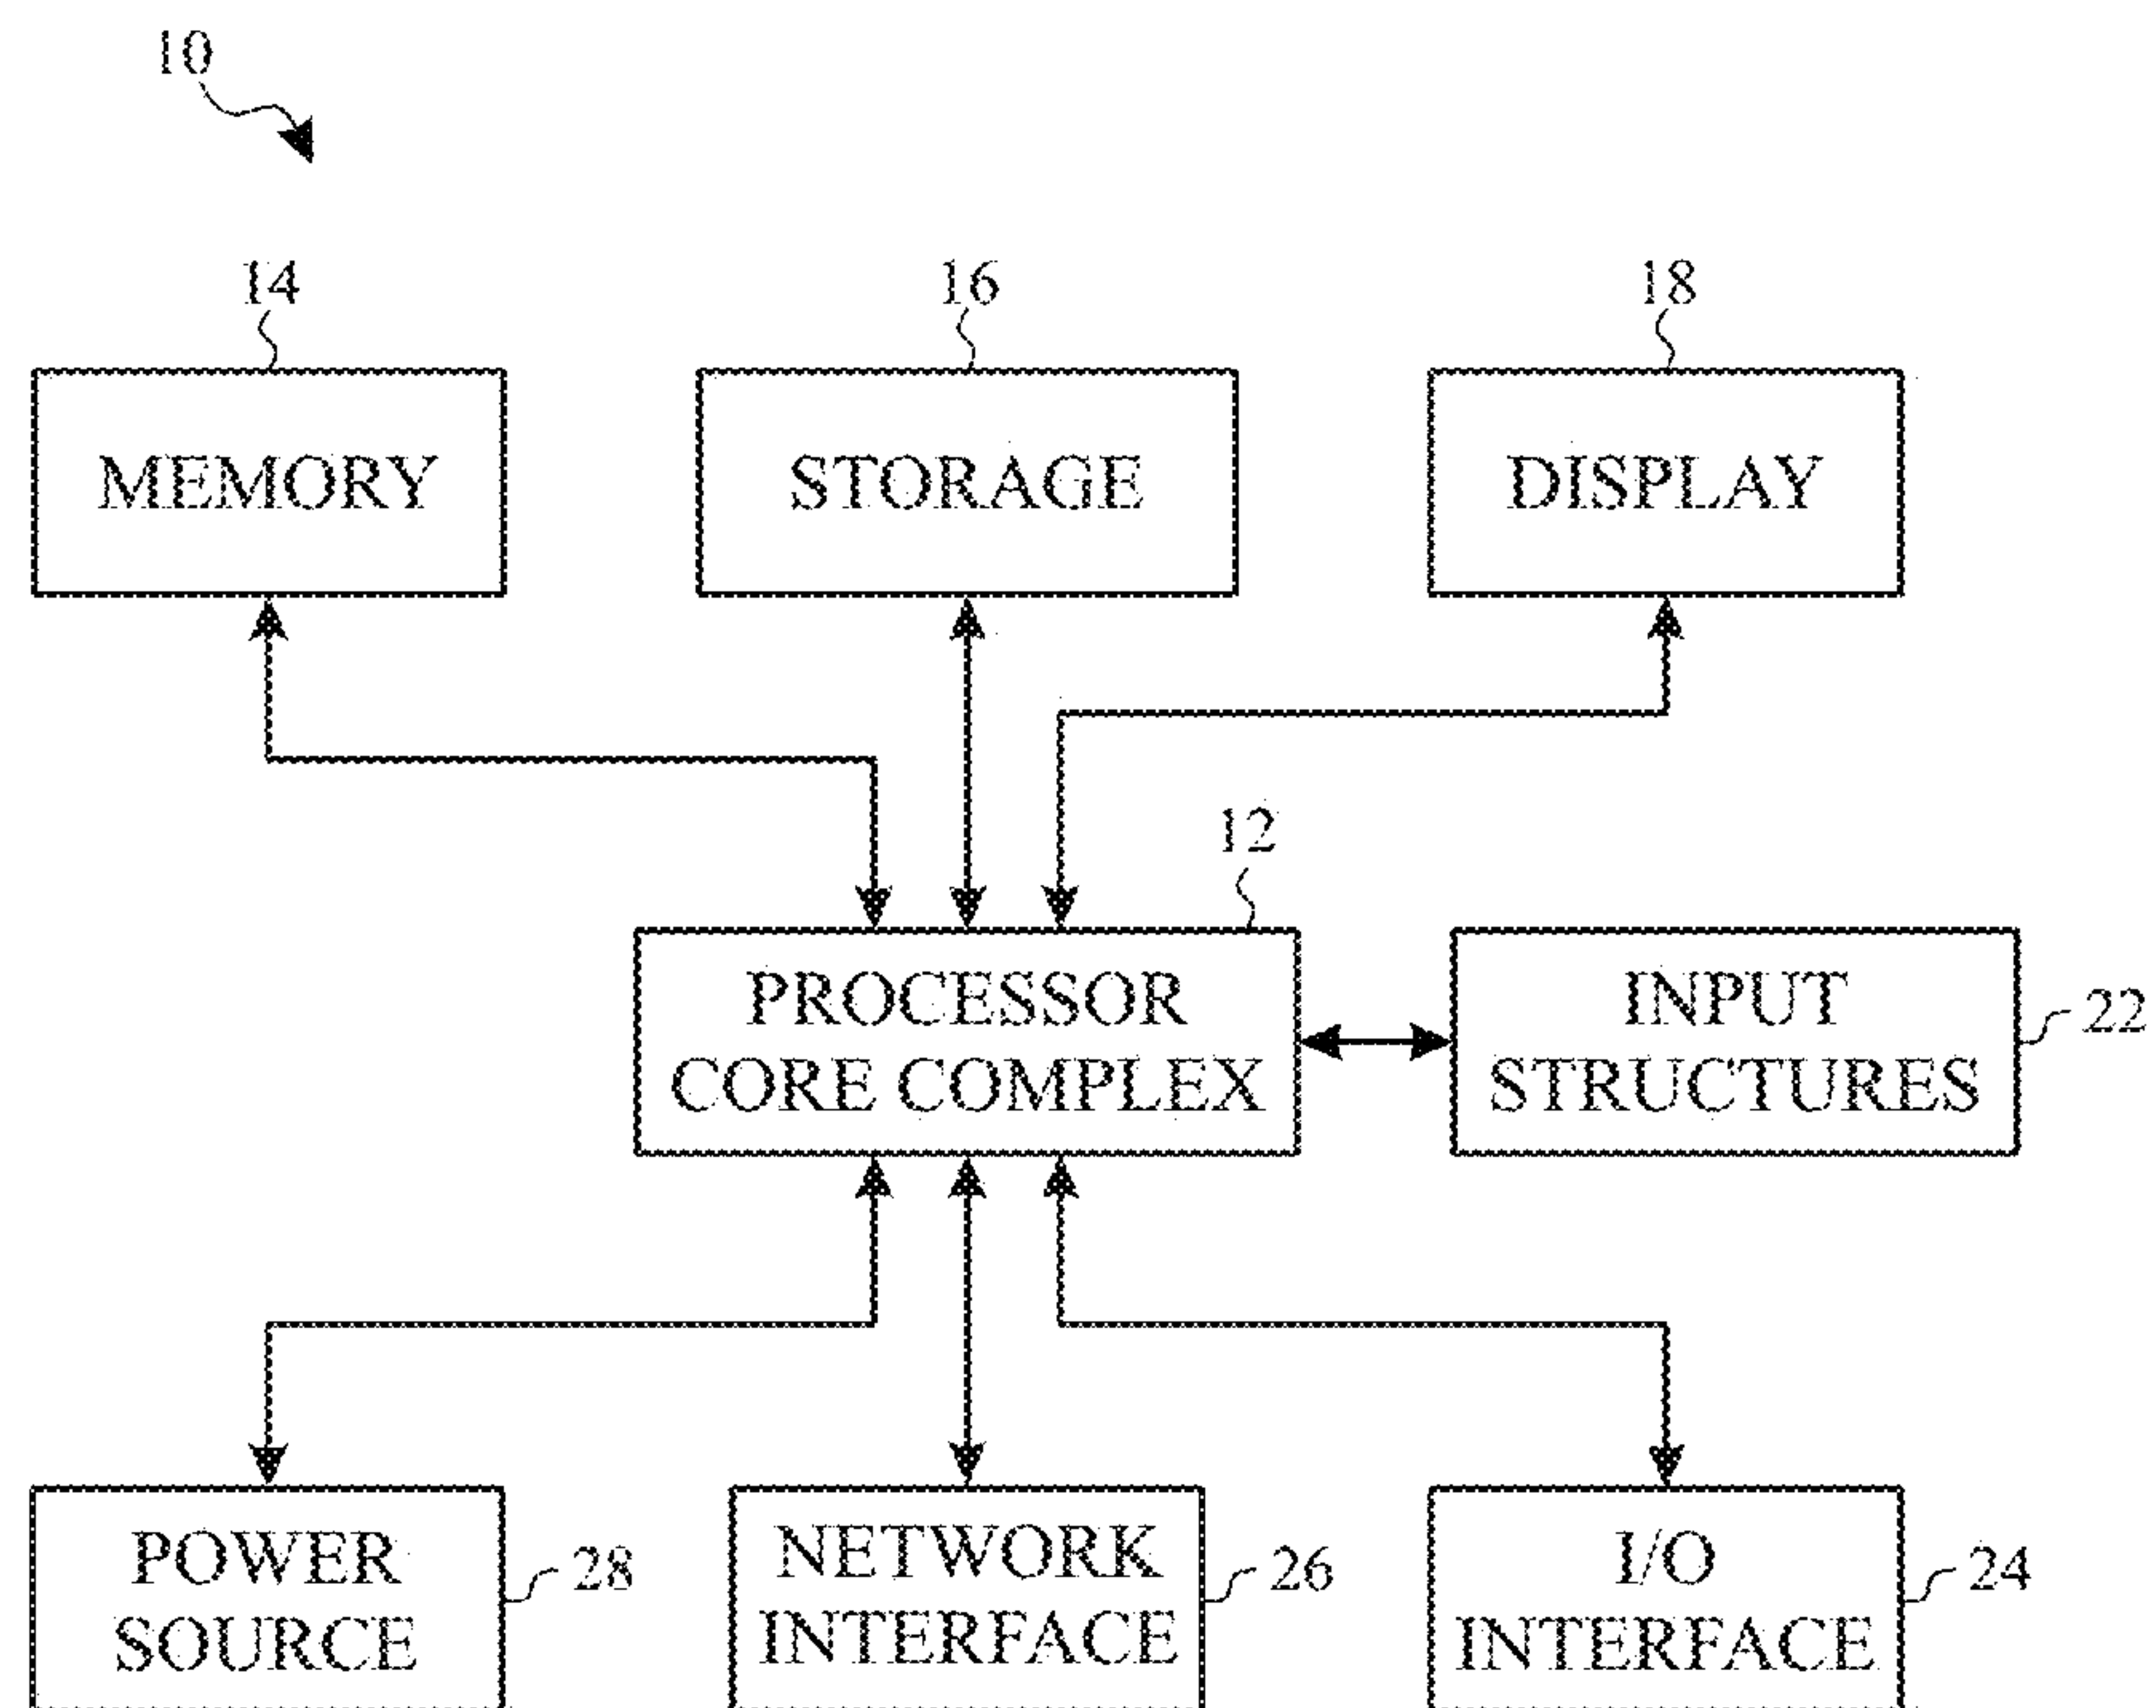 10
14
16
18
MEMORY
STORAGE
DISPLAY
12
PROCESSOR
CORE COMPLEX
INPUT
STRUCTURES
22
POWER
SOURCE
28
NETWORK
INTERFACE
26
I/O
INTERFACE
24